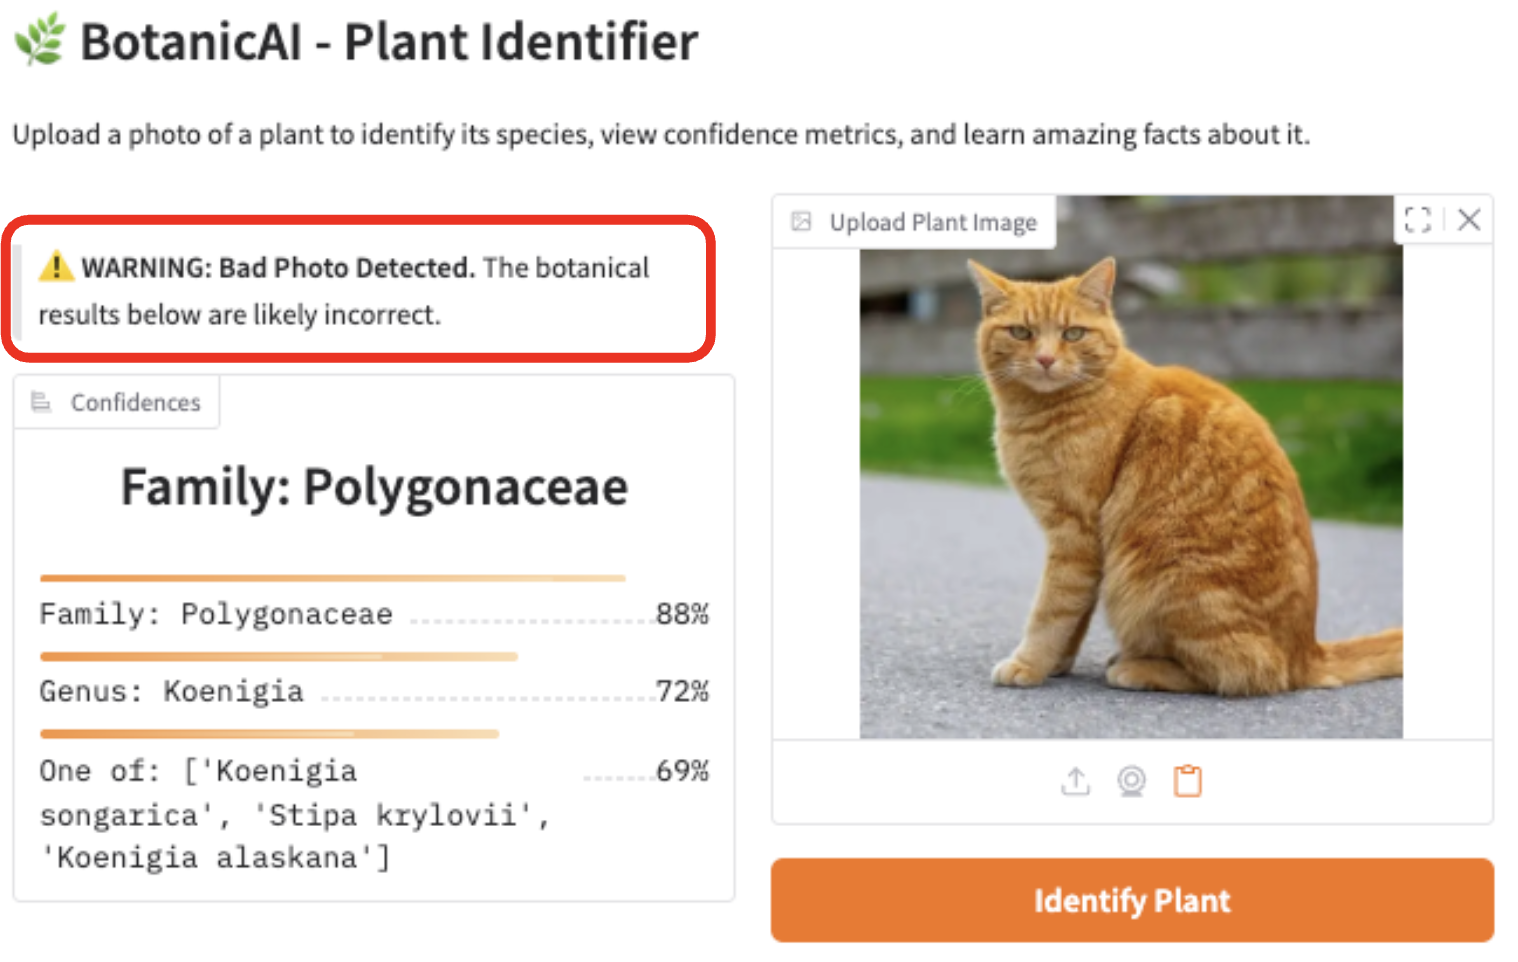 BotanicAI - Plant Identifier
Upload a photo of a plant to identify its species, view confidence metrics, and learn amazing facts about it.
WARNING: Bad Photo Detected. The botanical
results below are likely incorrect.
Confidences
Family: Polygonaceae
Family: Polygonaceae 88%
Genus: Koenigia 72%
One of: ['Koenigia 69%
songarica', 'Stipa krylovii',
'Koenigia alaskana']
Upload Plant Image
Identify Plant